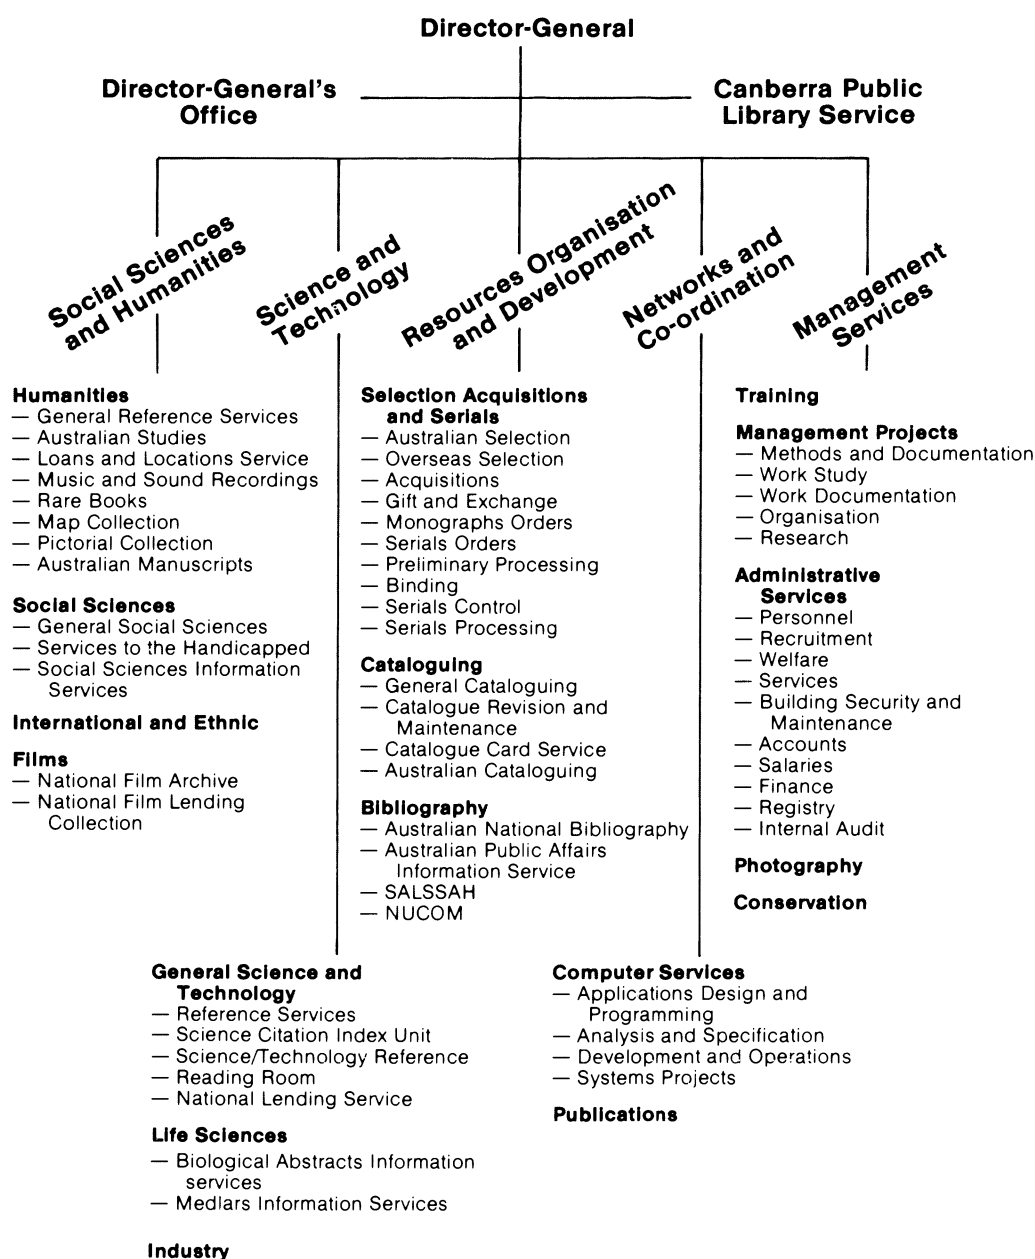 Director-General
Director-General's
Office
Canberra Public
Library Service
Social Sciences
and Humanities
Science and
Technology
Resources Organisation
and Development
Networks and
Co-ordination
Management
Services
Humanities
— General Reference Services
— Australian Studies
— Loans and Locations Service
— Music and Sound Recordings
— Rare Books
— Map Collection
— Pictorial Collection
— Australian Manuscripts
Social Sciences
— General Social Sciences
— Services to the Handicapped
— Social Sciences Information
Services
International and Ethnic
Films
— National Film Archive
— National Film Lending
Collection
General Science and
Technology
— Reference Services
— Science Citation Index Unit
— Science/Technology Reference
— Reading Room
— National Lending Service
Life Sciences
— Biological Abstracts Information
services
— Medlars Information Services
Industry
Selection Acquisitions
and Serials
— Australian Selection
— Overseas Selection
— Acquisitions
— Gift and Exchange
— Monographs Orders
— Serials Orders
— Preliminary Processing
— Binding
— Serials Control
— Serials Processing
Cataloguing
— General Cataloguing
— Catalogue Revision and
Maintenance
— Catalogue Card Service
— Australian Cataloguing
Bibliography
— Australian National Bibliography
— Australian Public Affairs
Information Service
— SALSSAH
— NUCOM
Computer Services
— Applications Design and
Programming
— Analysis and Specification
— Development and Operations
— Systems Projects
Publications
Training
Management Projects
— Methods and Documentation
— Work Study
— Work Documentation
— Organisation
— Research
Administrative
Services
— Personnel
— Recruitment
— Welfare
— Services
— Building Security and
Maintenance
— Accounts
— Salaries
— Finance
— Registry
— Internal Audit
Photography
Conservation